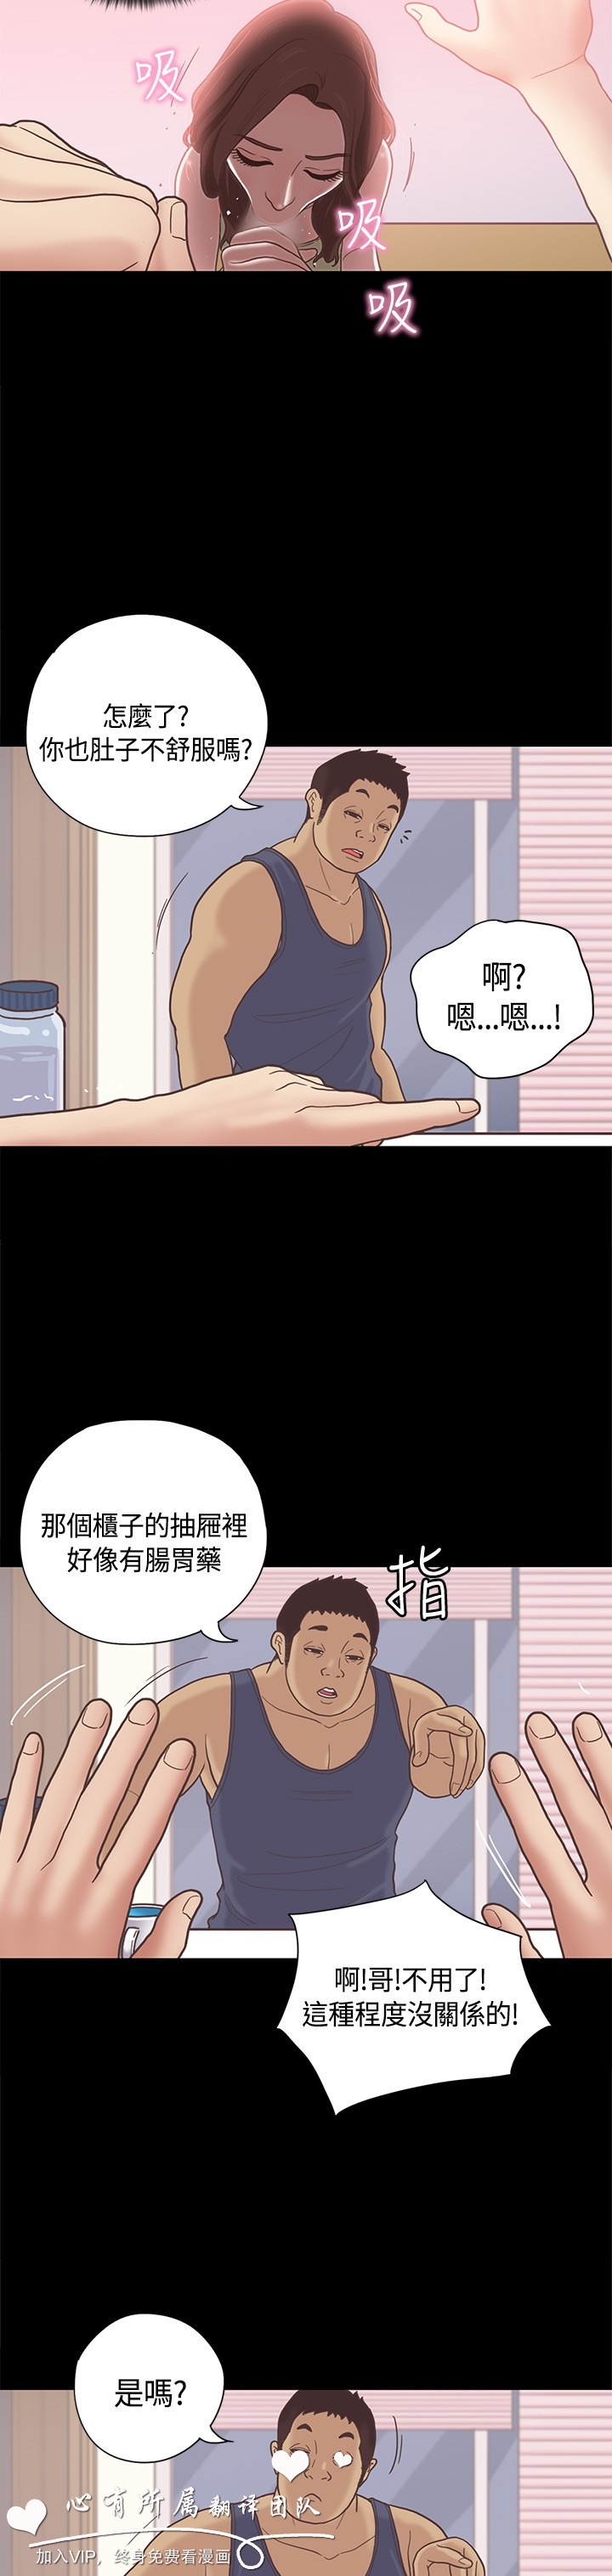 吸
吸
吸
怎麼了?
你也肚子不舒服嗎?
啊?
嗯...嗯...!
那個櫃子的抽屜裡
好像有腸胃藥
指
啊!哥!不用了!
這種程度沒關係的!
是嗎?
心有所属翻译团队
加入VIP，终身免费看漫画